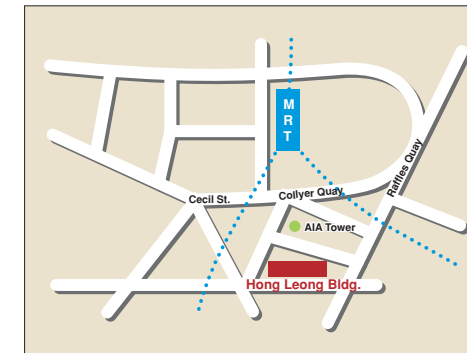 M
R
T
Raffles Quay
Collyer Quay
Cecil St.
AIA Tower
Hong Leong Bldg.